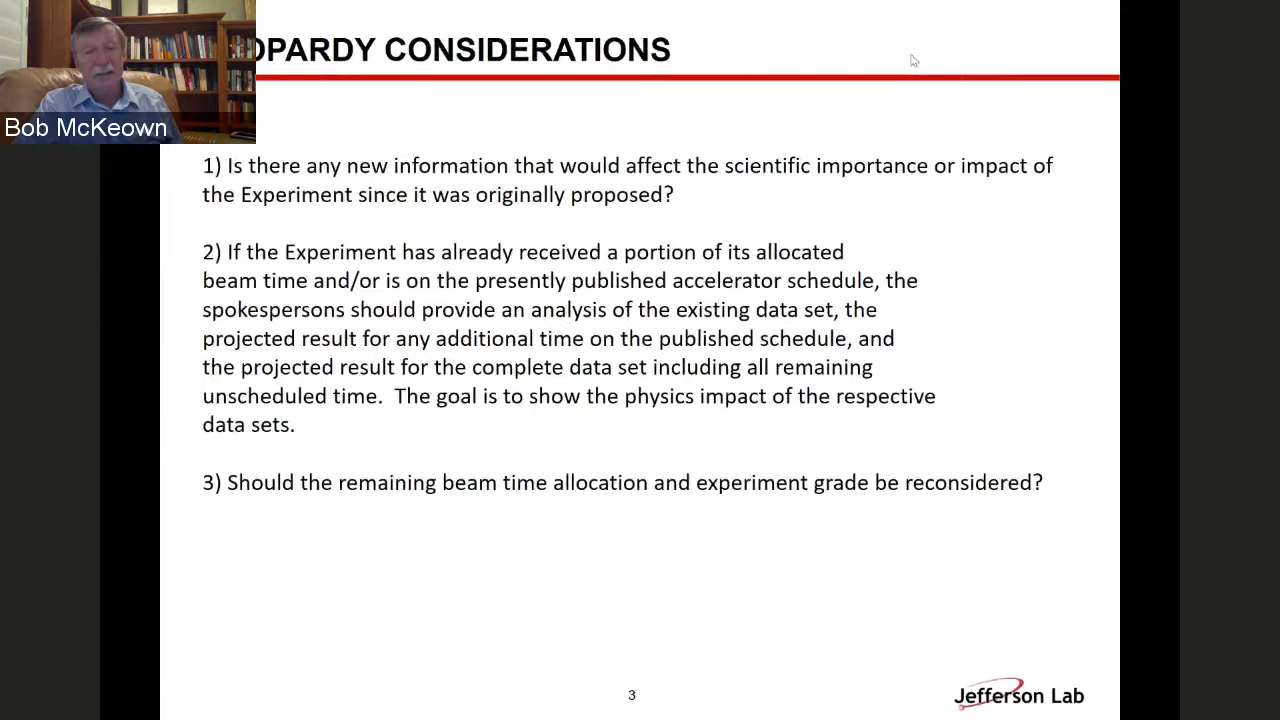 OPARDY CONSIDERATIONS
Bob McKeown
1) Is there any new information that would affect the scientific importance or impact of
the Experiment since it was originally proposed?
2) If the Experiment has already received a portion of its allocated
beam time and/or is on the presently published accelerator schedule, the
spokespersons should provide an analysis of the existing data set, the
projected result for any additional time on the published schedule, and
the projected result for the complete data set including all remaining
unscheduled time.  The goal is to show the physics impact of the respective
data sets.
3) Should the remaining beam time allocation and experiment grade be reconsidered?
3
Jefferson Lab